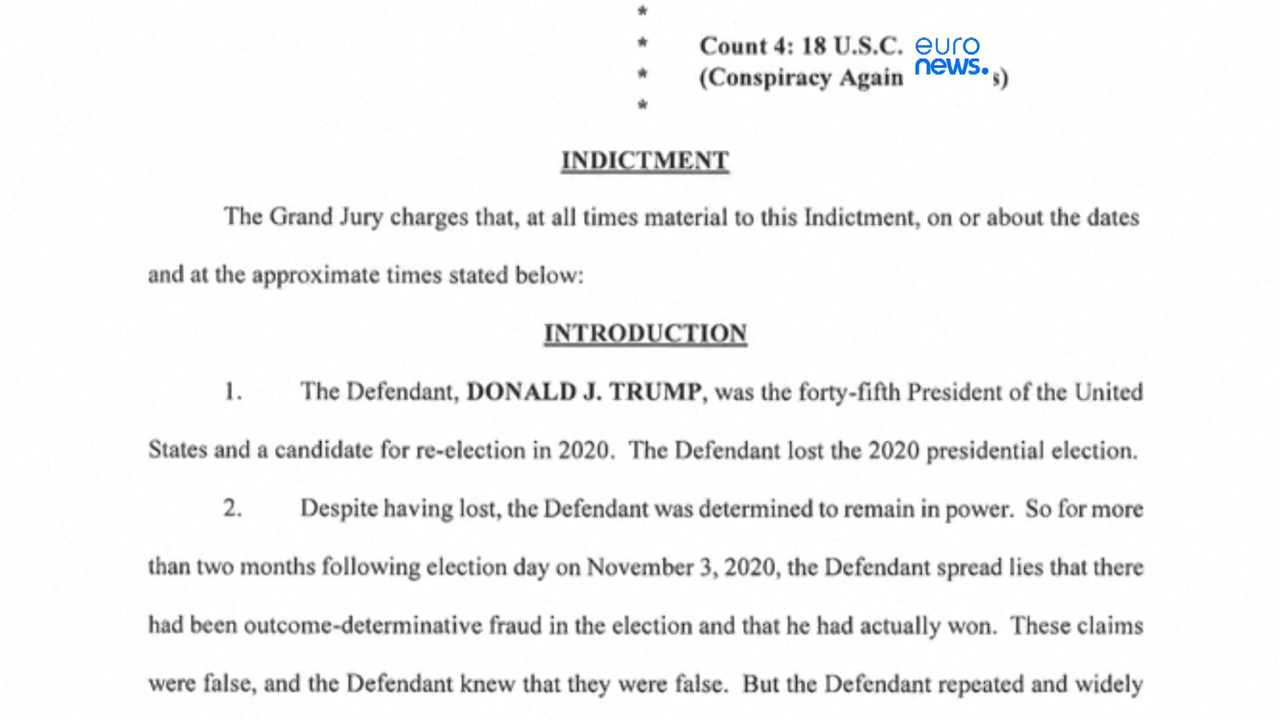 *
* Count 4: 18 U.S.C.
* (Conspiracy Again s)
*
euro
news.
INDICTMENT
The Grand Jury charges that, at all times material to this Indictment, on or about the dates
and at the approximate times stated below:
INTRODUCTION
1. The Defendant, DONALD J. TRUMP, was the forty-fifth President of the United
States and a candidate for re-election in 2020. The Defendant lost the 2020 presidential election.
2. Despite having lost, the Defendant was determined to remain in power. So for more
than two months following election day on November 3, 2020, the Defendant spread lies that there
had been outcome-determinative fraud in the election and that he had actually won. These claims
were false, and the Defendant knew that they were false. But the Defendant repeated and widely